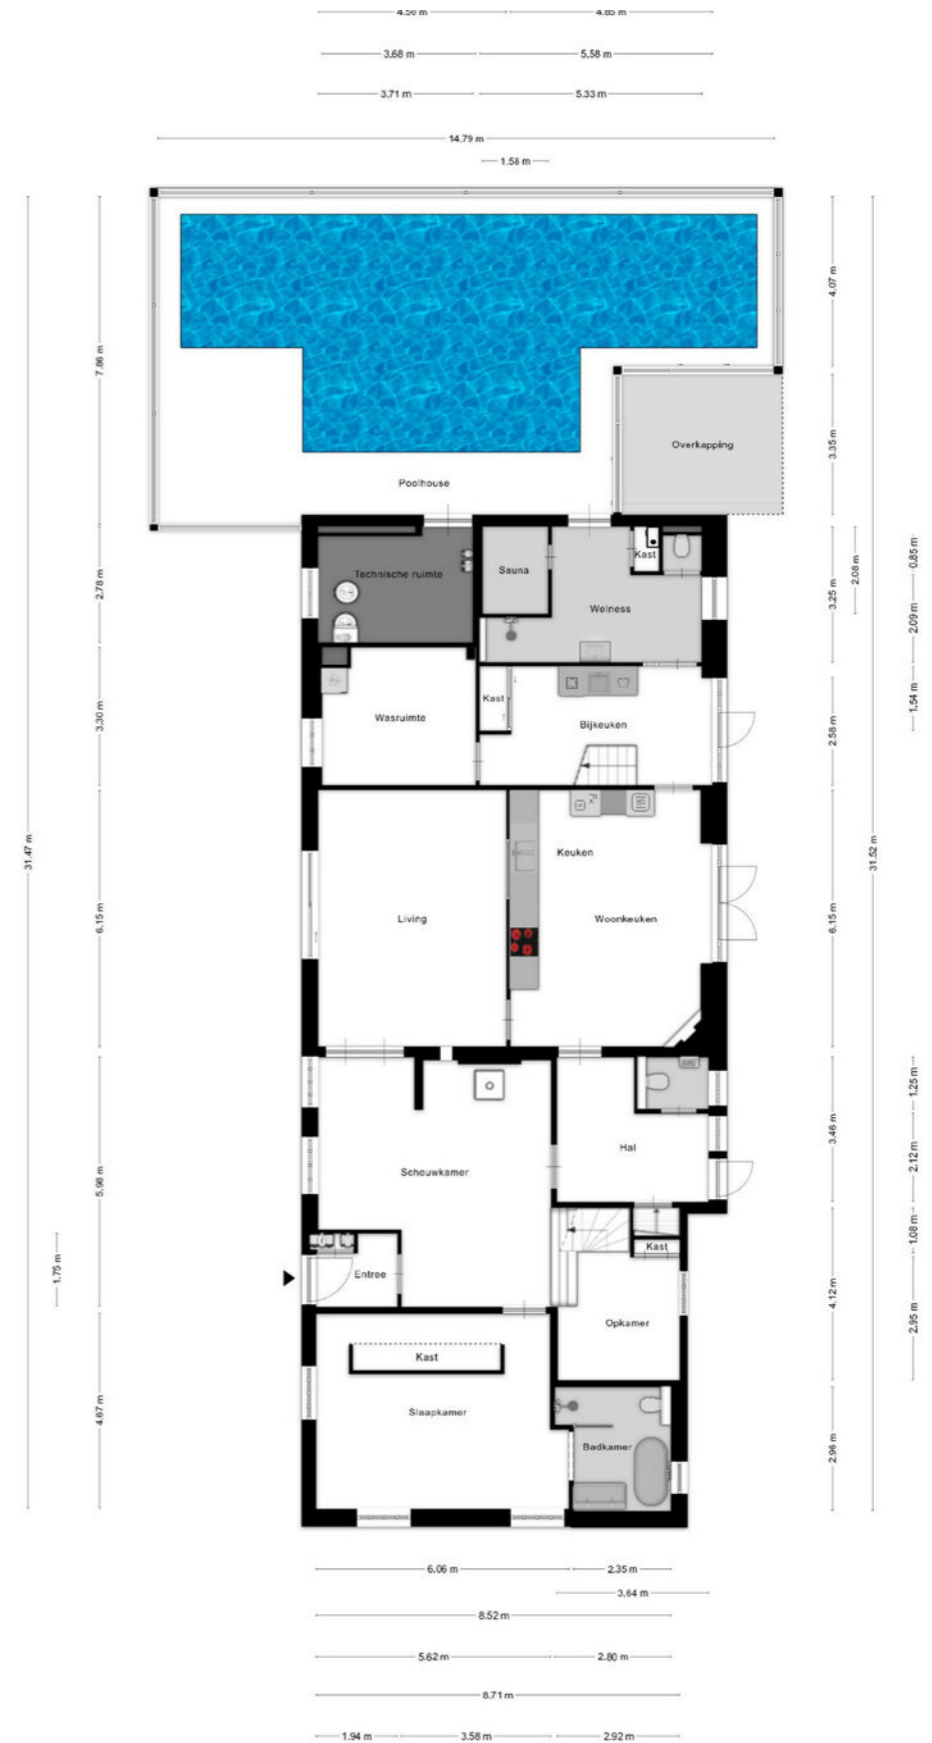 4.50 m 4.85 m
3.68 m 5.58 m
3.71 m 5.33 m
14.79 m
1.58 m
4.07 m
7.86 m
3.35 m
Overkapping
Poolhouse
Technische ruimte
Sauna
Kast
Welness
2.78 m
3.25 m
2.08 m
0.85 m
2.09 m
Kast
Wasruimte
Bijkeuken
3.30 m
2.58 m
1.54 m
31.47 m
31.52 m
Keuken
Living
Woonkeuken
6.15 m
6.15 m
1.25 m
3.46 m
2.12 m
Hal
Schouwkamer
5.98 m
1.08 m
Kast
1.75 m
Entree
4.12 m
2.95 m
Opkamer
Kast
Slaapkamer
4.67 m
Badkamer
2.96 m
6.06 m 2.35 m
3.64 m
8.52 m
5.62 m 2.80 m
8.71 m
1.94 m 3.58 m 2.92 m